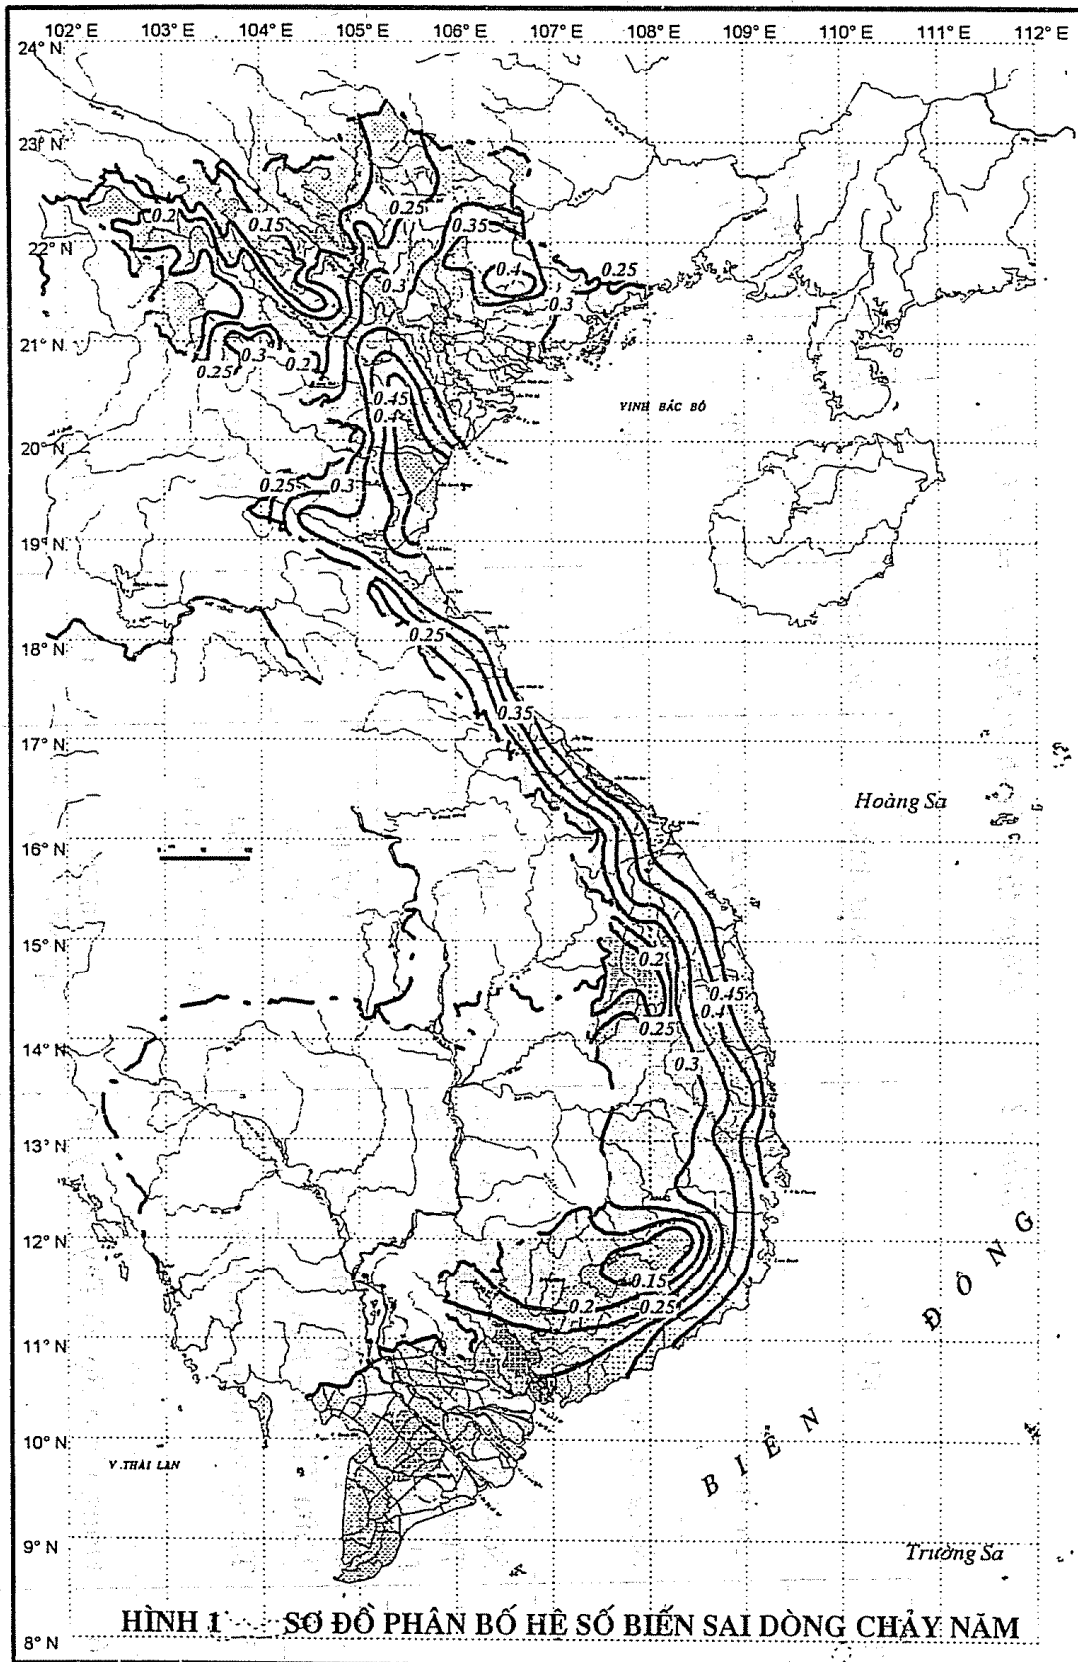 102° E 103° E 104° E 105° E 106° E 107° E 108° E 109° E 110° E 111° E 112° E
24° N
23° N
0.25
0.2
0.15
0.35
22° N
0.4
0.25
0.3
0.3
21° N
0.3
0.2
0.25
0.45
VỊNH BẮC BỘ
0.4
20° N
0.25
0.3
19° N
0.25
18° N
0.35
17° N
Hoàng Sa
16° N
15° N
0.2
0.45
0.4
0.25
14° N
0.3
13° N
12° N
0.15
0.2
0.25
11° N
BIỂN ĐÔNG
10° N
V. THÁI LAN
9° N
Trường Sa
HÌNH 1 SƠ ĐỒ PHÂN BỐ HỆ SỐ BIẾN SAI DÒNG CHẢY NĂM
8° N